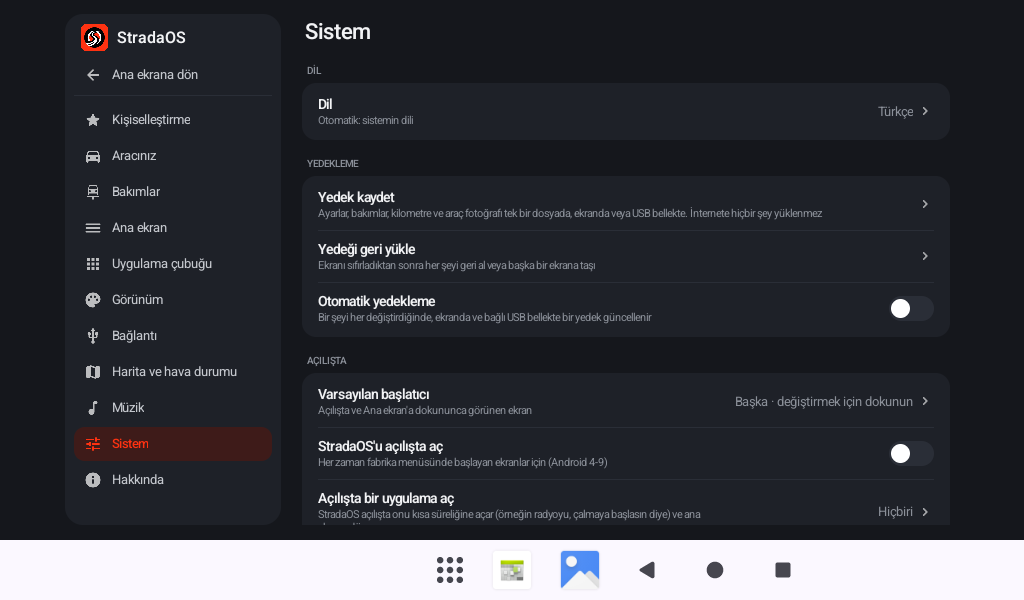 StradaOS
Ana ekrana dön
Kişiselleştirme
Aracınız
Bakımlar
Ana ekran
Uygulama çubuğu
Görünüm
Bağlantı
Harita ve hava durumu
Müzik
Sistem
Hakkında
Sistem
DİL
Dil
Otomatik: sistemin dili
Türkçe
YEDEKLEME
Yedek kaydet
Ayarlar, bakımlar, kilometre ve araç fotoğrafı tek bir dosyada, ekranda veya USB bellekte. İnternete hiçbir şey yüklenmez
Yedeği geri yükle
Ekranı sıfırladıktan sonra her şeyi geri al veya başka bir ekrana taşı
Otomatik yedekleme
Bir şeyi her değiştirdiğinde, ekranda ve bağlı USB bellekte bir yedek güncellenir
AÇILIŞTA
Varsayılan başlatıcı
Açılışta ve Ana ekran'a dokununca görünen ekran
Başka · değiştirmek için dokunun
StradaOS'u açılışta aç
Her zaman fabrika menüsünde başlayan ekranlar için (Android 4-9)
Açılışta bir uygulama aç
StradaOS açılışta onu kısa süreliğine açar (örneğin radyoyu, çalmaya başlasın diye) ve ana
Hiçbiri